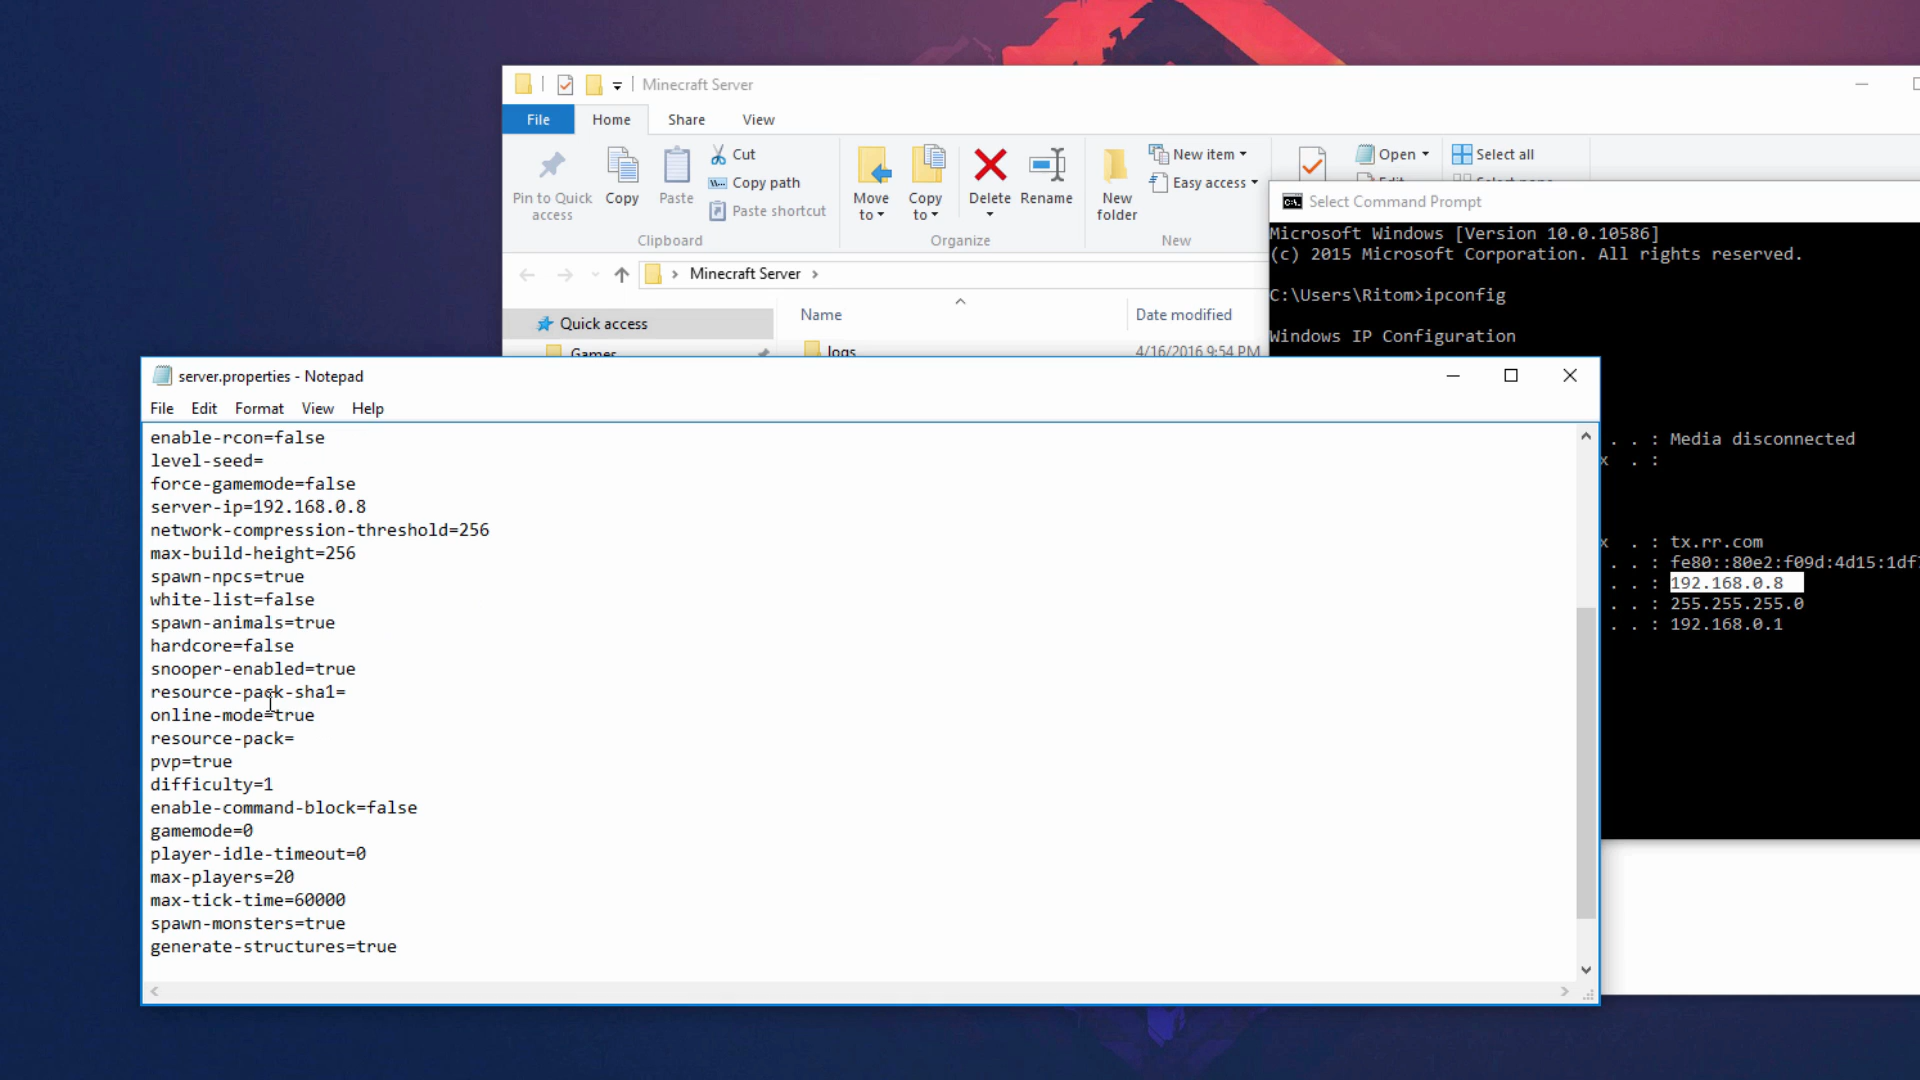 Minecraft Server
File Home Share View
Pin to Quick access
Copy
Paste
Cut
Copy path
Paste shortcut
Clipboard
Move to
Copy to
Delete
Rename
Organize
New folder
New item
Easy access
New
Open
Edit
Select all
Minecraft Server
Quick access
Games
Name
Date modified
logs
4/16/2016 9:54 PM
Select Command Prompt
Microsoft Windows [Version 10.0.10586]
(c) 2015 Microsoft Corporation. All rights reserved.
C:\Users\Ritom>ipconfig
Windows IP Configuration
. . : Media disconnected
x . :
x . : tx.rr.com
. . : fe80::80e2:f09d:4d15:1df
. . : 192.168.0.8
. . : 255.255.255.0
. . : 192.168.0.1
server.properties - Notepad
File Edit Format View Help
enable-rcon=false
level-seed=
force-gamemode=false
server-ip=192.168.0.8
network-compression-threshold=256
max-build-height=256
spawn-npcs=true
white-list=false
spawn-animals=true
hardcore=false
snooper-enabled=true
resource-pack-sha1=
online-mode=true
resource-pack=
pvp=true
difficulty=1
enable-command-block=false
gamemode=0
player-idle-timeout=0
max-players=20
max-tick-time=60000
spawn-monsters=true
generate-structures=true